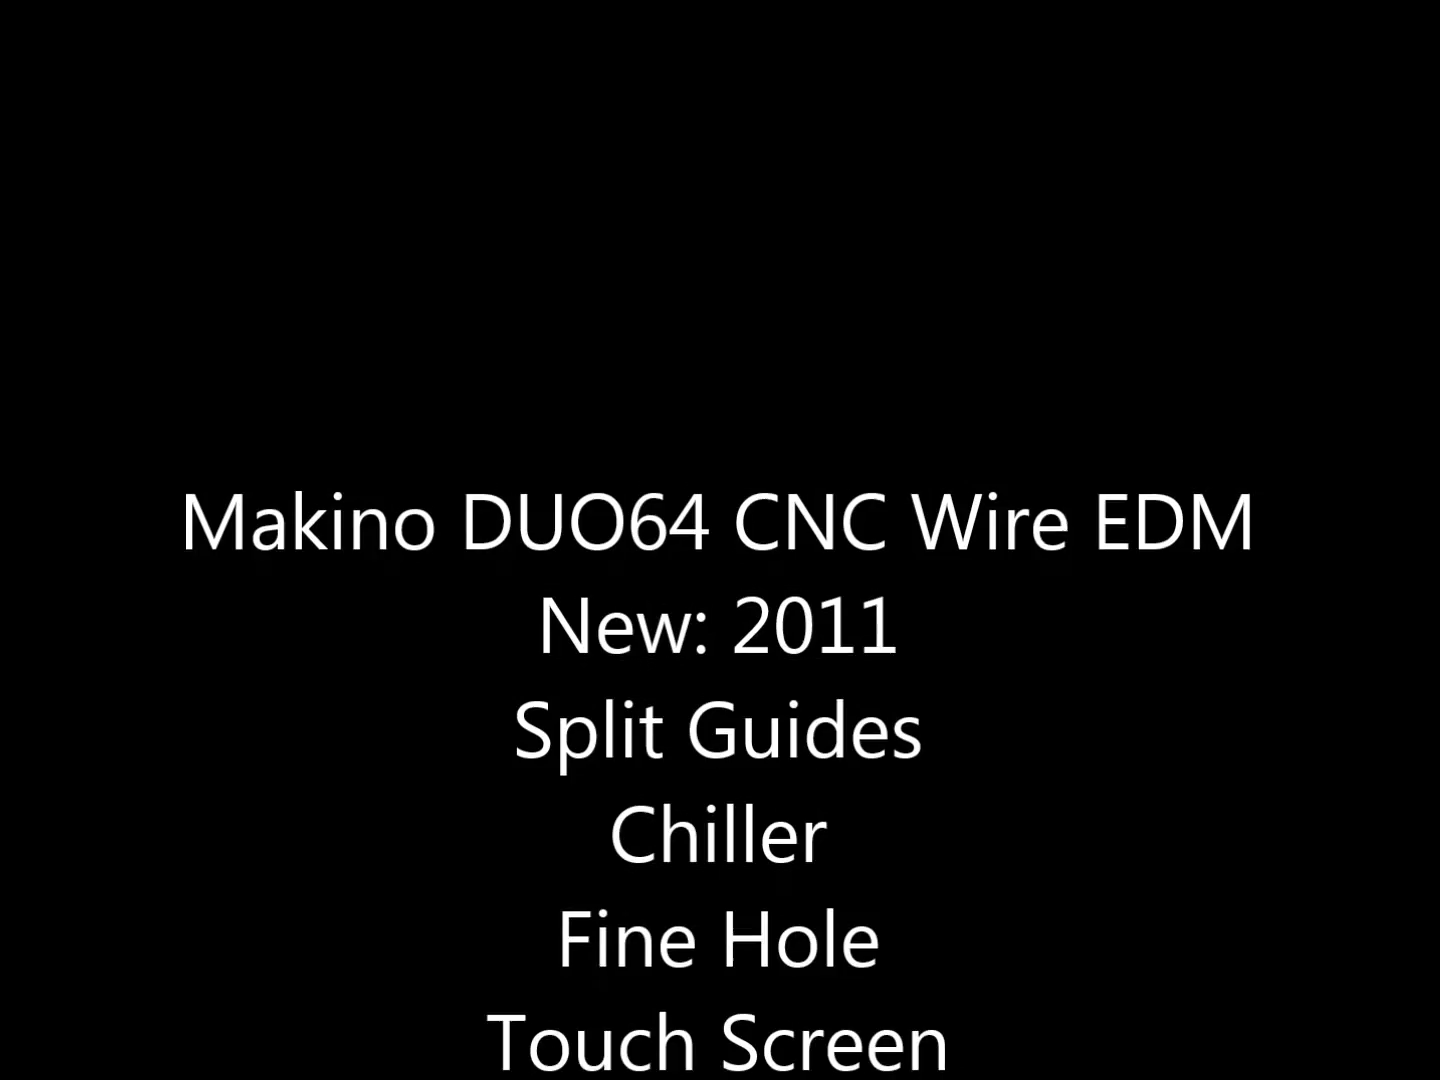 Makino DUO64 CNC Wire EDM
New: 2011
Split Guides
Chiller
Fine Hole
Touch Screen